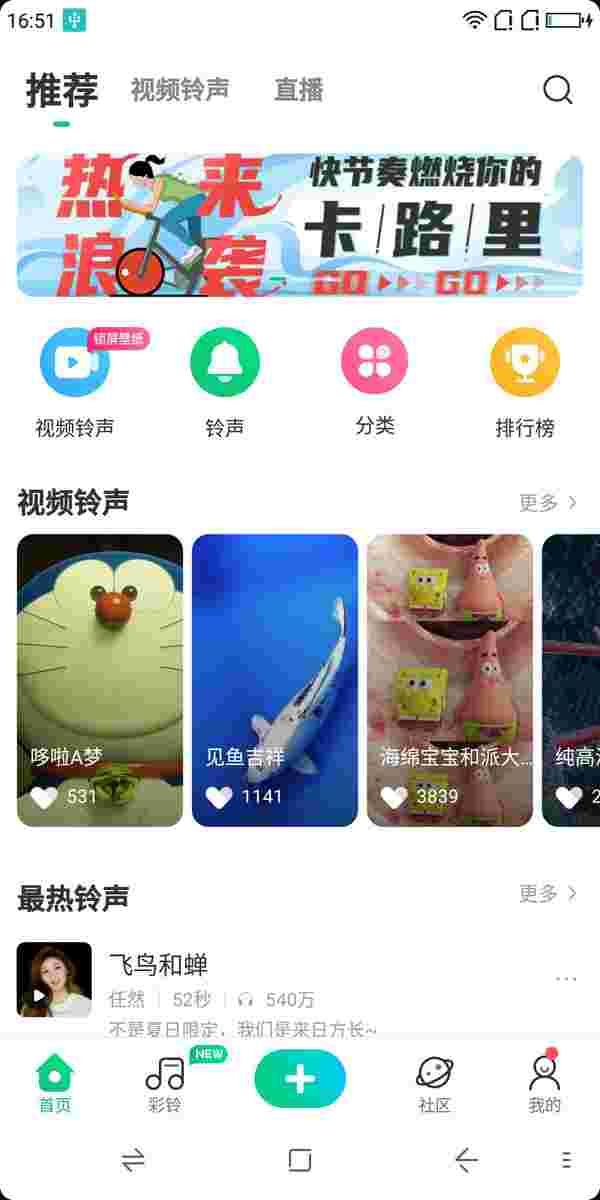 16:51
推荐
视频铃声
直播
热来
浪袭
快节奏燃烧你的
卡路里
GO GO
锁屏壁纸
视频铃声
铃声
分类
排行榜
视频铃声
更多
哆啦A梦
531
见鱼吉祥
1141
海绵宝宝和派大...
3839
纯高
2
最热铃声
更多
飞鸟和蝉
任然 52秒 540万
不是夏日限定，我们是来日方长~
首页
NEW
彩铃
社区
我的